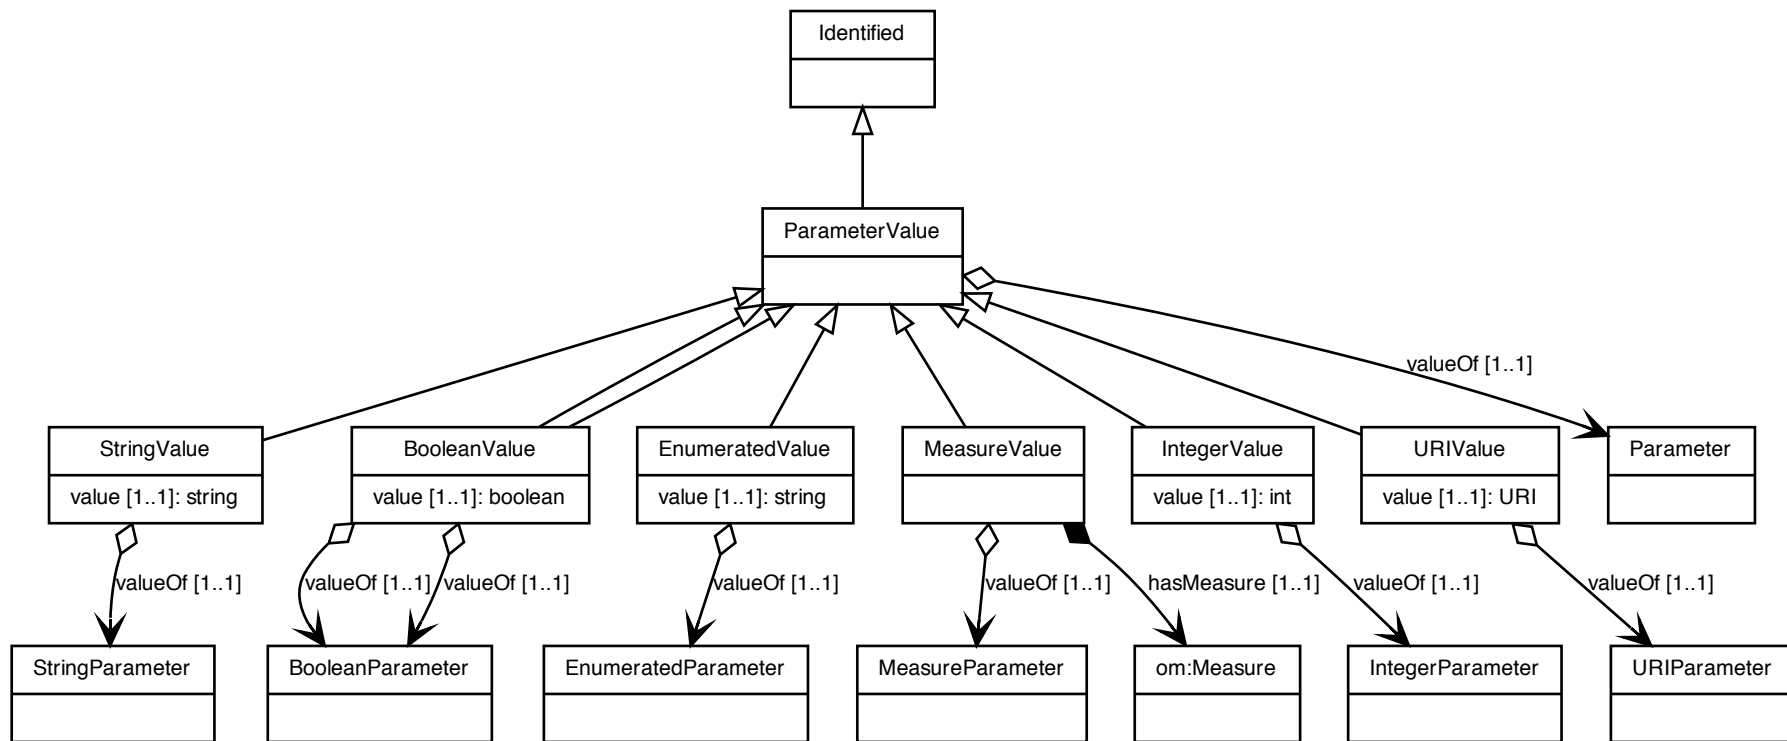 Identified
ParameterValue
valueOf [1..1]
StringValue
value [1..1]: string
BooleanValue
value [1..1]: boolean
EnumeratedValue
value [1..1]: string
MeasureValue
IntegerValue
value [1..1]: int
URIValue
value [1..1]: URI
Parameter
valueOf [1..1]
valueOf [1..1]
valueOf [1..1]
valueOf [1..1]
valueOf [1..1]
hasMeasure [1..1]
valueOf [1..1]
valueOf [1..1]
StringParameter
BooleanParameter
EnumeratedParameter
MeasureParameter
om:Measure
IntegerParameter
URIParameter